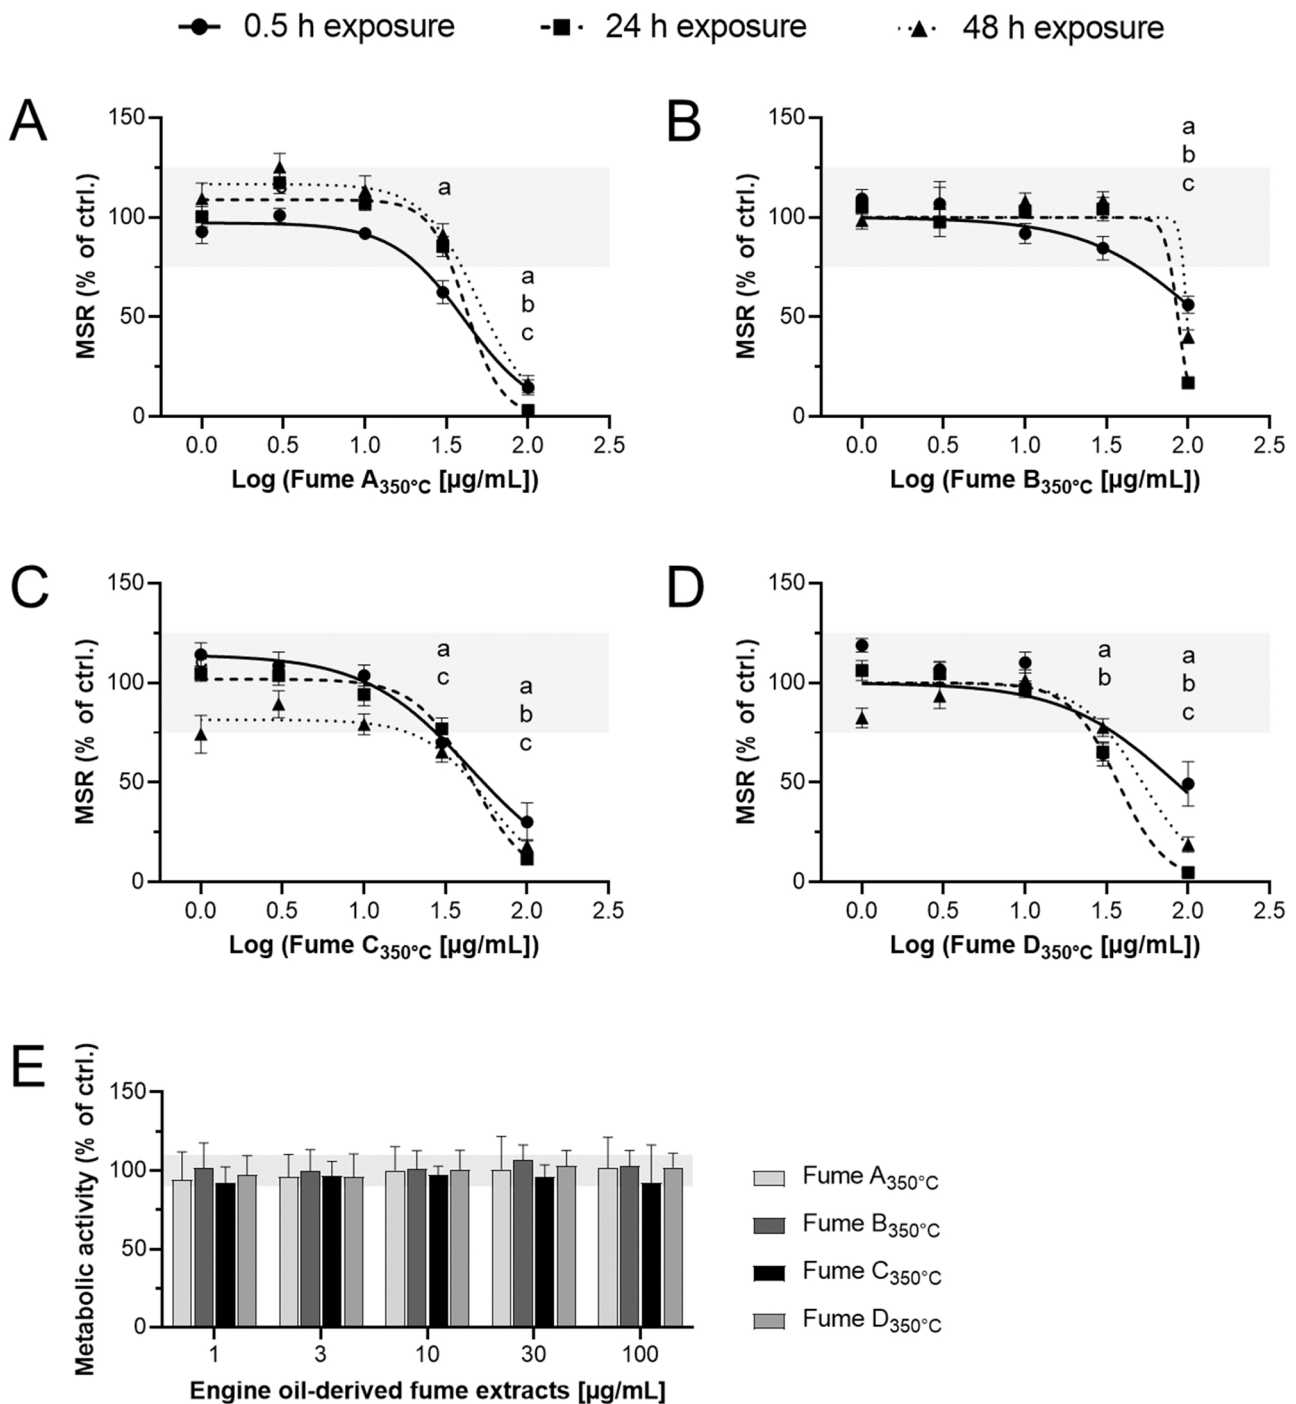 0.5 h exposure 24 h exposure 48 h exposure
A
150
100
50
0
MSR (% of ctrl.)
a
a
b
c
0.0 0.5 1.0 1.5 2.0 2.5
Log (Fume A350°C [µg/mL])
B
150
100
50
0
MSR (% of ctrl.)
a
b
c
0.0 0.5 1.0 1.5 2.0 2.5
Log (Fume B350°C [µg/mL])
C
150
100
50
0
MSR (% of ctrl.)
a
c
a
b
c
0.0 0.5 1.0 1.5 2.0 2.5
Log (Fume C350°C [µg/mL])
D
150
100
50
0
MSR (% of ctrl.)
a
b
a
b
c
0.0 0.5 1.0 1.5 2.0 2.5
Log (Fume D350°C [µg/mL])
E
150
100
50
0
Metabolic activity (% of ctrl.)
1 3 10 30 100
Engine oil-derived fume extracts [µg/mL]
Fume A350°C
Fume B350°C
Fume C350°C
Fume D350°C